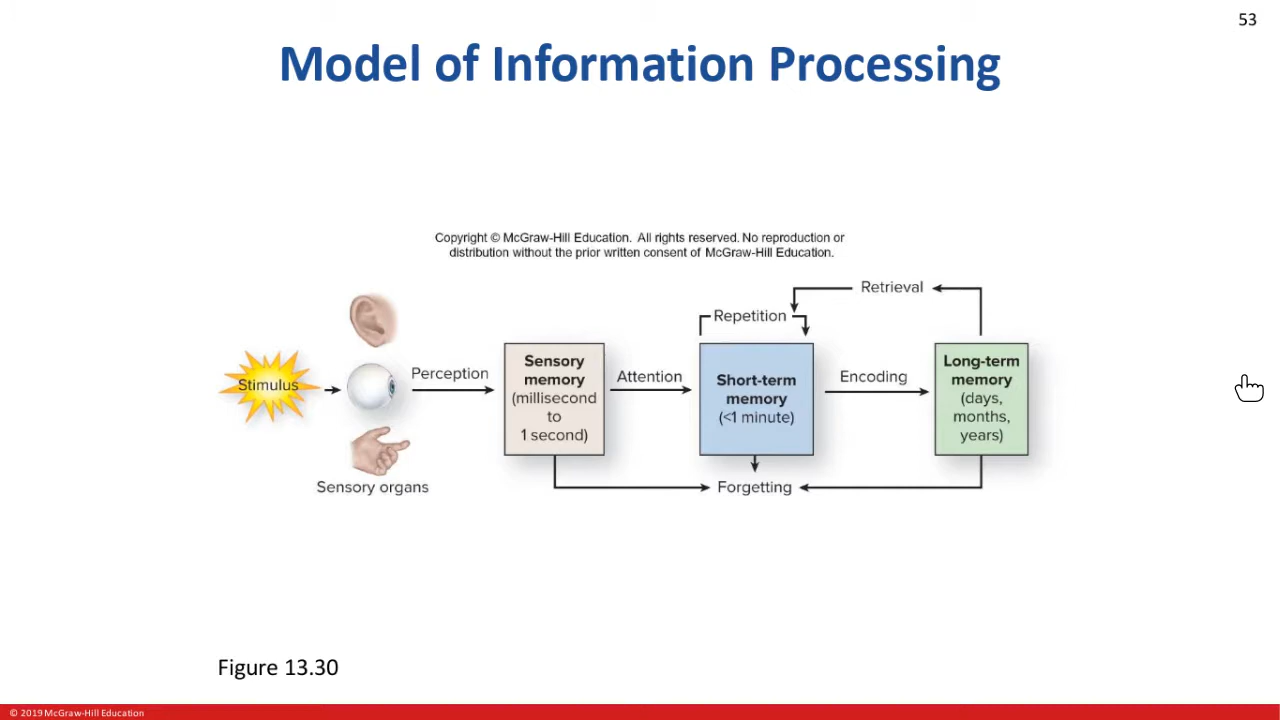 53
Model of Information Processing
Copyright © McGraw-Hill Education. All rights reserved. No reproduction or
distribution without the prior written consent of McGraw-Hill Education.
Retrieval
Repetition
Stimulus
Perception
Sensory
memory
(millisecond
to
1 second)
Attention
Short-term
memory
(<1 minute)
Encoding
Long-term
memory
(days,
months,
years)
Sensory organs
Forgetting
Figure 13.30
© 2019 McGraw-Hill Education